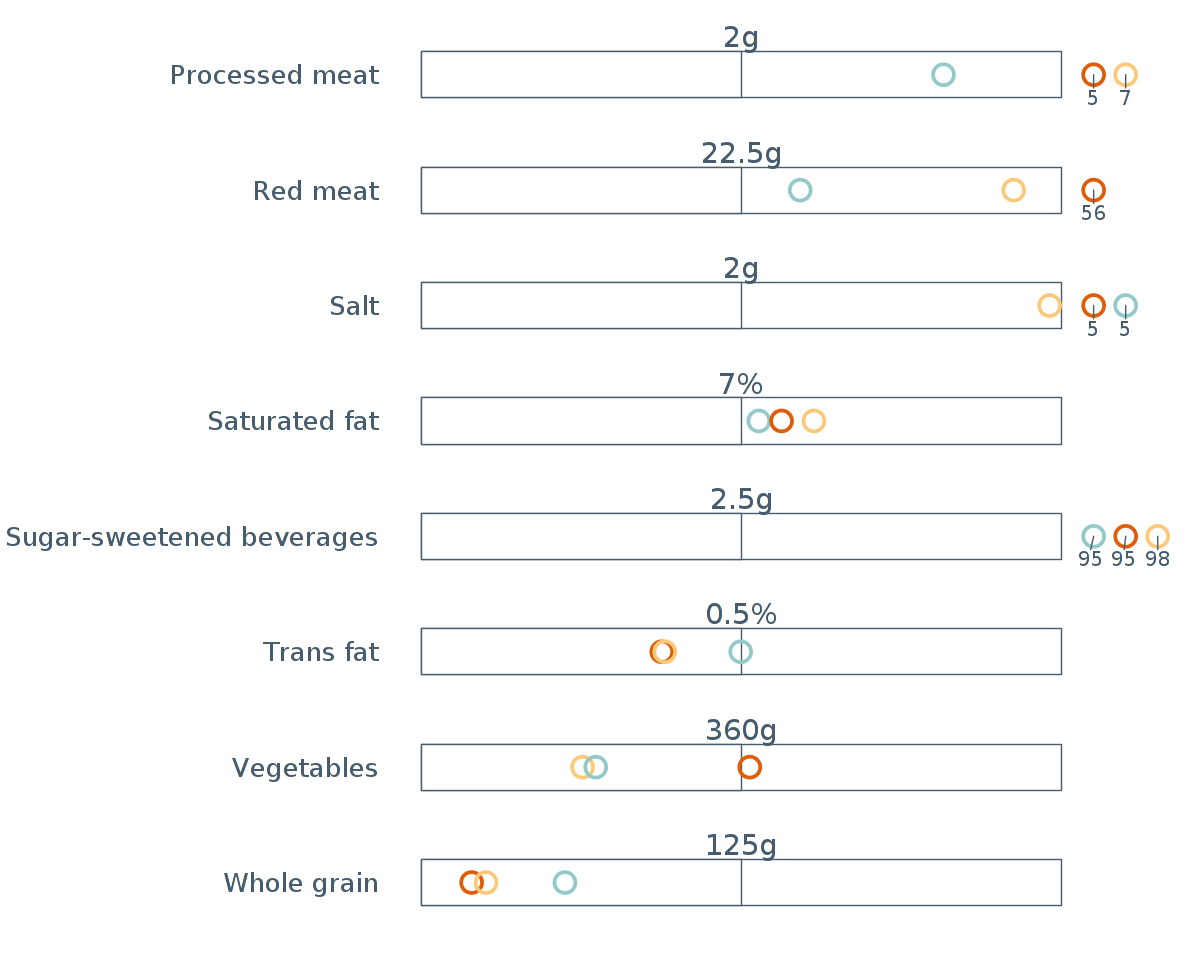 2g
Processed meat
5 7
22.5g
Red meat
56
2g
Salt
5 5
7%
Saturated fat
2.5g
Sugar-sweetened beverages
95 95 98
0.5%
Trans fat
360g
Vegetables
125g
Whole grain